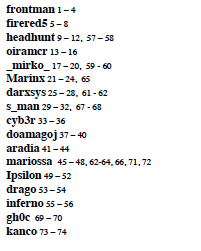 frontman 1 – 4
firered5 5 – 8
headhunt 9 – 12, 57 – 58
oiramcr 13 – 16
_mirko_ 17 – 20, 59 - 60
Marinx 21 – 24, 65
darxsys 25 – 28, 61 - 62
s_man 29 – 32, 67 - 68
cyb3r 33 – 36
doamagoj 37 – 40
aradia 41 – 44
mariossa 45 – 48, 62-64, 66, 71, 72
Ipsilon 49 – 52
drago 53 – 54
inferno 55 – 56
gh0c 69 – 70
kanco 73 – 74